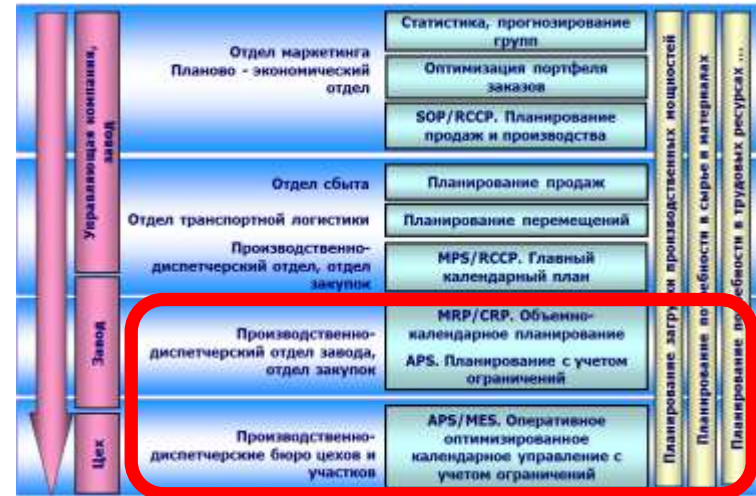 Управляющая компания,
завод
Отдел маркетинга
Планово - экономический
отдел
Статистика, прогнозирование
групп
Оптимизация портфеля
заказов
SOP/RCCP. Планирование
продаж и производства
Отдел сбыта
Планирование продаж
Отдел транспортной логистики
Планирование перемещений
Производственно-
диспетчерский отдел, отдел
закупок
MPS/RCCP. Главный
календарный план
Завод
Производственно-
диспетчерский отдел завода,
отдел закупок
MRP/CRP. Объемно-
календарное планирование
APS. Планирование с учетом
ограничений
Цех
Производственно-
диспетчерские бюро цехов и
участков
APS/MES. Оперативное
оптимизированное
календарное управление с
учетом ограничений
Планирование загрузки производственных мощностей
Планирование потребности в сырье и материалах
Планирование потребности в трудовых ресурсах ...